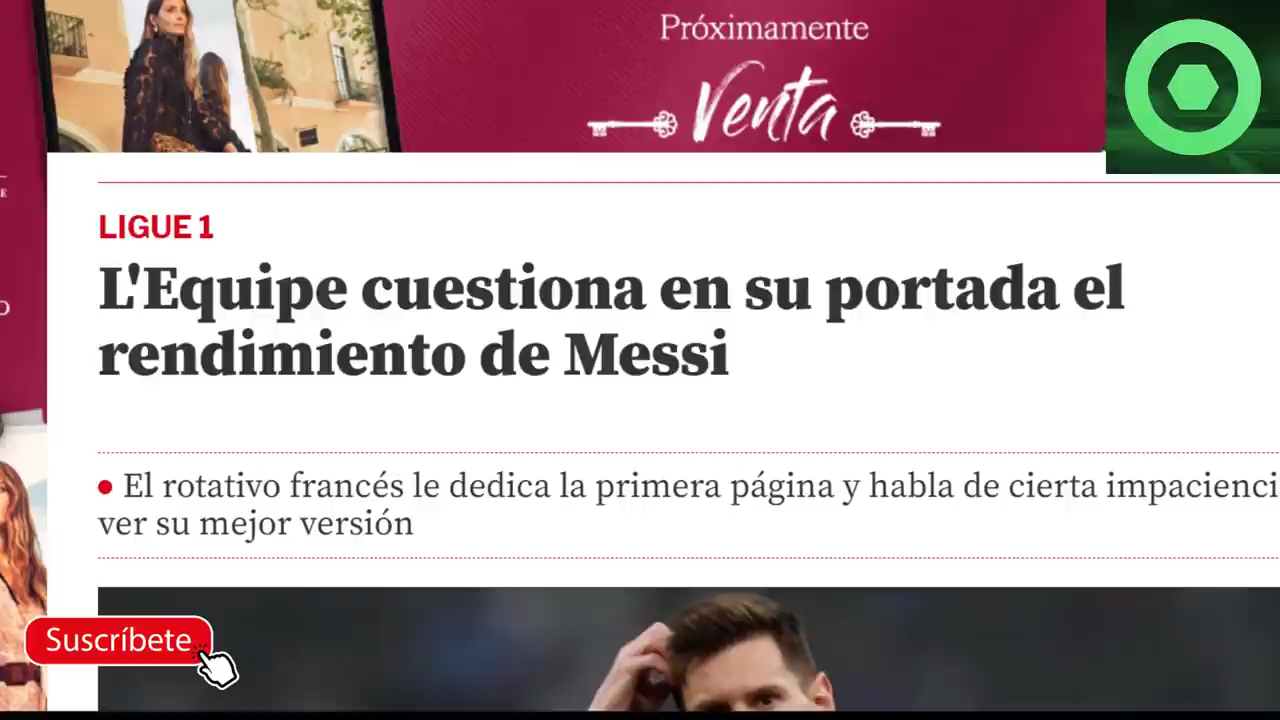 Próximamente
Venta
LIGUE 1
L'Equipe cuestiona en su portada el
rendimiento de Messi
• El rotativo francés le dedica la primera página y habla de cierta impacienci
ver su mejor versión
Suscríbete